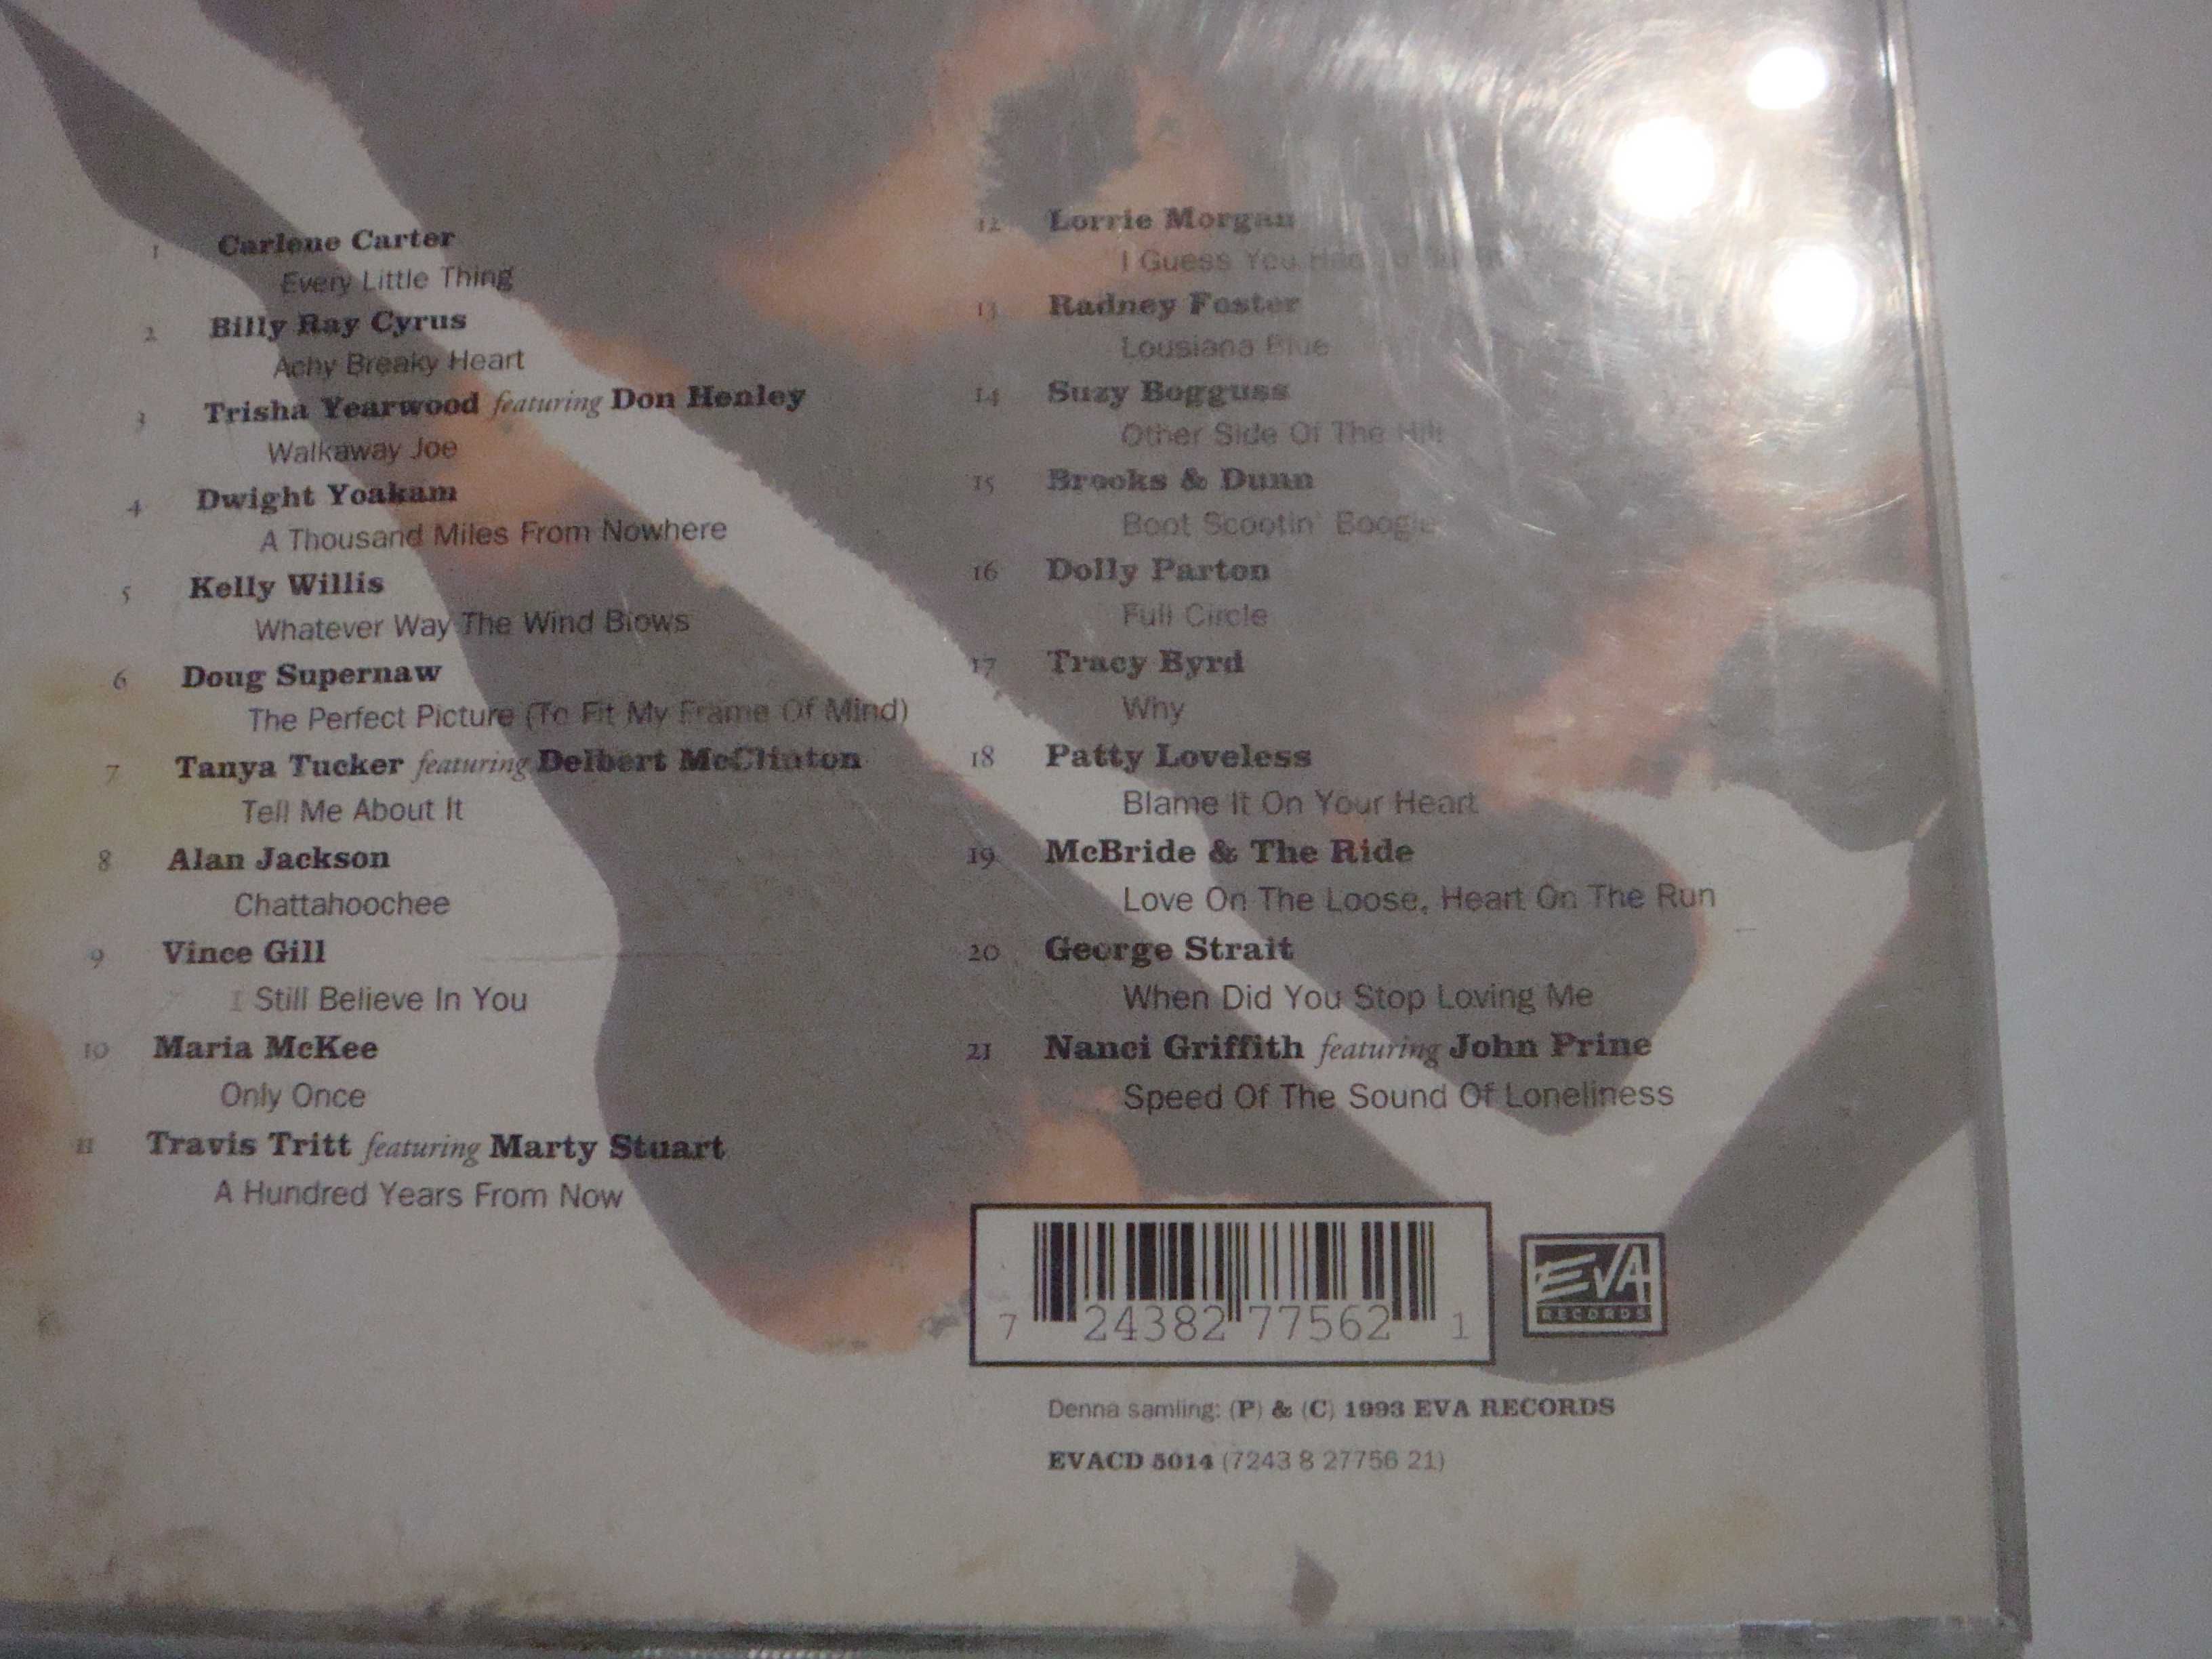 1 Carlene Carter
Every Little Thing
2 Billy Ray Cyrus
Achy Breaky Heart
3 Trisha Yearwood featuring Don Henley
Walkaway Joe
4 Dwight Yoakam
A Thousand Miles From Nowhere
5 Kelly Willis
Whatever Way The Wind Blows
6 Doug Supernaw
The Perfect Picture (To Fit My Frame Of Mind)
7 Tanya Tucker featuring Delbert McClinton
Tell Me About It
8 Alan Jackson
Chattahoochee
9 Vince Gill
I Still Believe In You
10 Maria McKee
Only Once
11 Travis Tritt featuring Marty Stuart
A Hundred Years From Now
12 Lorrie Morgan
I Guess You Had
13 Radney Foster
Lousiana Blue
14 Suzy Bogguss
Other Side Of The Hill
15 Brooks & Dunn
Boot Scootin' Boogie
16 Dolly Parton
Full Circle
17 Tracy Byrd
Why
18 Patty Loveless
Blame It On Your Heart
19 McBride & The Ride
Love On The Loose, Heart On The Run
20 George Strait
When Did You Stop Loving Me
21 Nanci Griffith featuring John Prine
Speed Of The Sound Of Loneliness
7 24382 77562 1
EVA
RECORDS
Denna samling: (P) & (C) 1993 EVA RECORDS
EVACD 5014 (7243 8 27756 21)